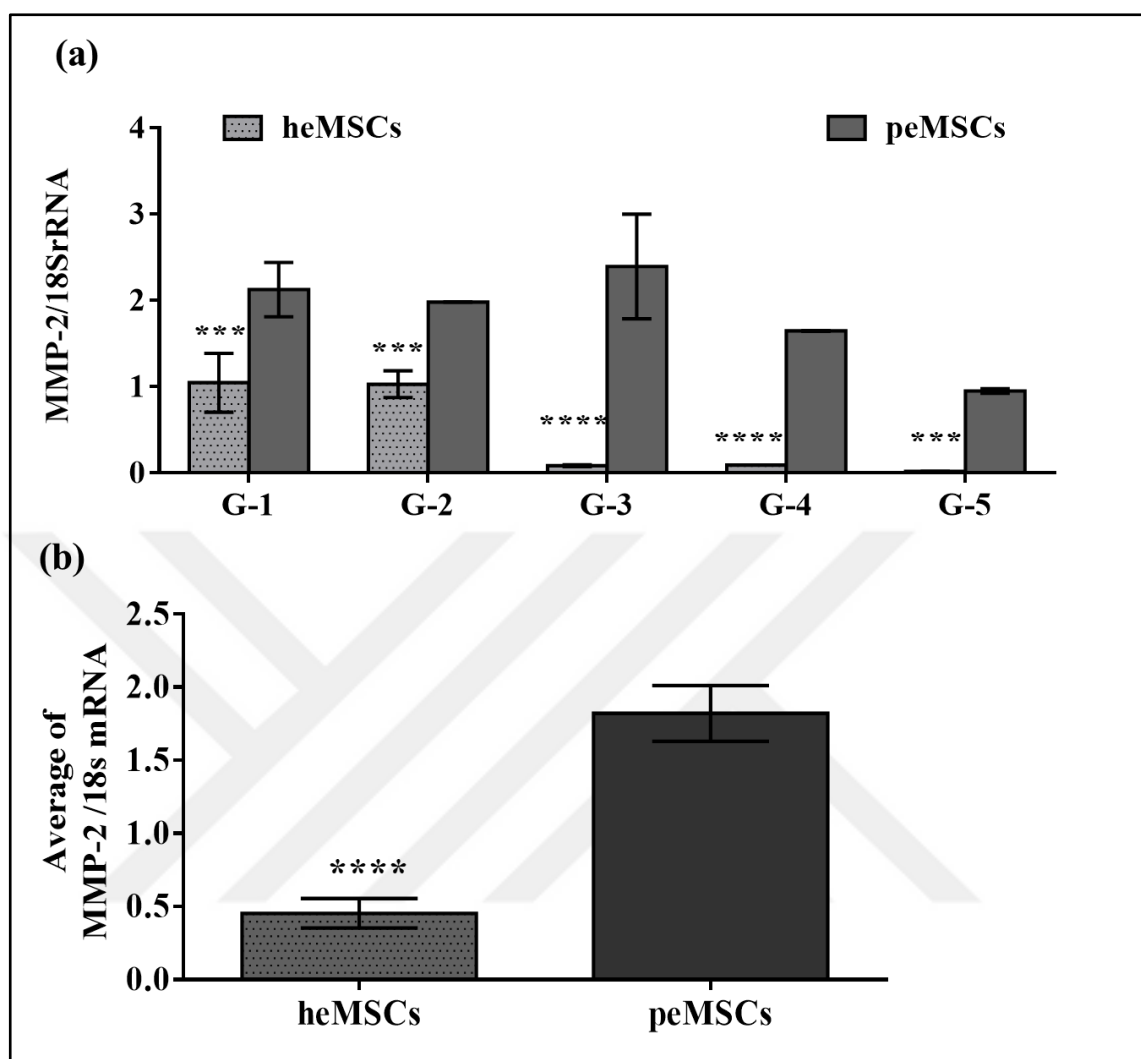 (a)
heMSCs
peMSCs
MMP-2/18SrRNA
4
3
2
1
0
***
***
****
****
***
G-1
G-2
G-3
G-4
G-5
(b)
Average of
MMP-2 /18s mRNA
2.5
2.0
1.5
1.0
0.5
0.0
****
heMSCs
peMSCs